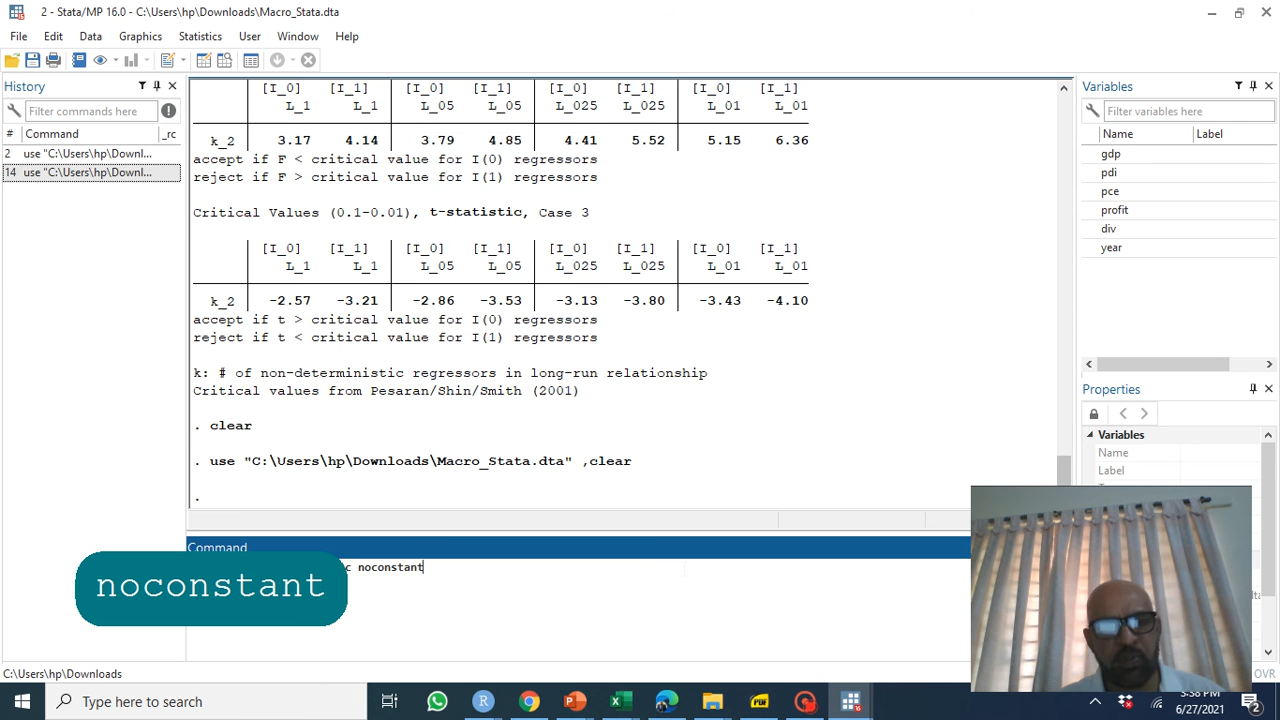 2 - Stata/MP 16.0 - C:\Users\hp\Downloads\Macro_Stata.dta
File Edit Data Graphics Statistics User Window Help
History
Filter commands here
# Command _rc
2 use "C:\Users\hp\Downl...
14 use "C:\Users\hp\Downl...
[I_0] [I_1] [I_0] [I_1] [I_0] [I_1] [I_0] [I_1]
L_1 L_1 L_05 L_05 L_025 L_025 L_01 L_01
k_2 3.17 4.14 3.79 4.85 4.41 5.52 5.15 6.36
accept if F < critical value for I(0) regressors
reject if F > critical value for I(1) regressors
Critical Values (0.1-0.01), t-statistic, Case 3
[I_0] [I_1] [I_0] [I_1] [I_0] [I_1] [I_0] [I_1]
L_1 L_1 L_05 L_05 L_025 L_025 L_01 L_01
k_2 -2.57 -3.21 -2.86 -3.53 -3.13 -3.80 -3.43 -4.10
accept if t > critical value for I(0) regressors
reject if t < critical value for I(1) regressors
k: # of non-deterministic regressors in long-run relationship
Critical values from Pesaran/Shin/Smith (2001)
. clear
. use "C:\Users\hp\Downloads\Macro_Stata.dta" ,clear
.
Command
c noconstant
noconstant
Variables
Filter variables here
Name Label
gdp
pdi
pce
profit
div
year
Properties
Variables
Name
Label
C:\Users\hp\Downloads
OVR
Type here to search
3:38 PM
6/27/2021
2